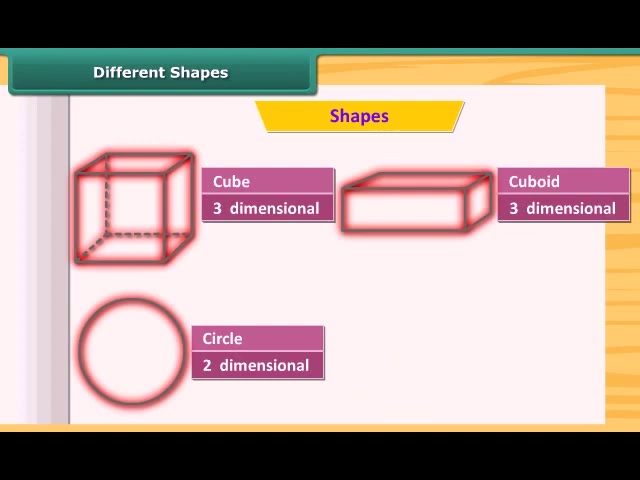 Different Shapes
Shapes
Cube
3 dimensional
Cuboid
3 dimensional
Circle
2 dimensional